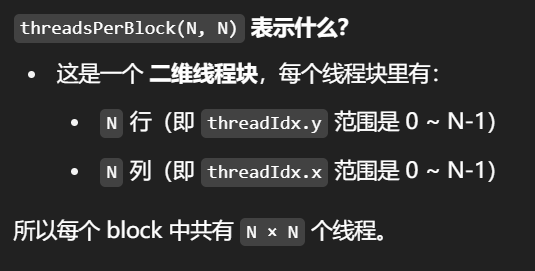 threadsPerBlock(N, N) 表示什么?
• 这是一个 二维线程块，每个线程块里有：
• N 行（即 threadIdx.y 范围是 0 ~ N-1）
• N 列（即 threadIdx.x 范围是 0 ~ N-1）
所以每个 block 中共有 N × N 个线程。